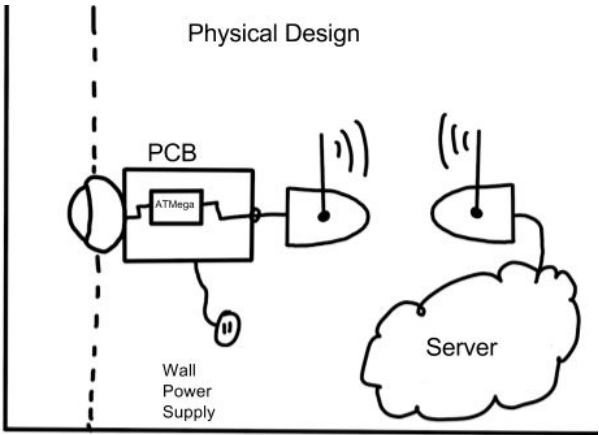 Physical Design
PCB
ATMega
Server
Wall
Power
Supply